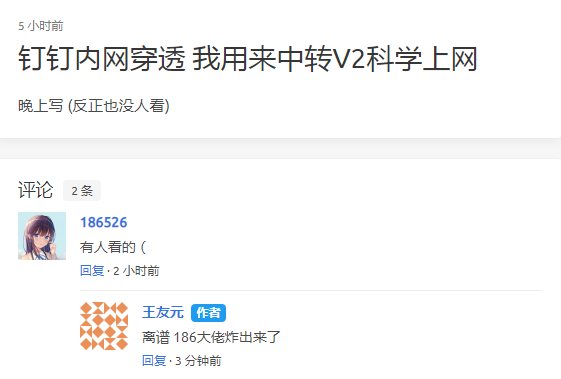 5 小时前
钉钉内网穿透 我用来中转V2科学上网
晚上写 (反正也没人看)
评论 2 条
186526
有人看的（
回复 · 2 小时前
王友元 作者
离谱 186大佬炸出来了
回复 · 3 分钟前